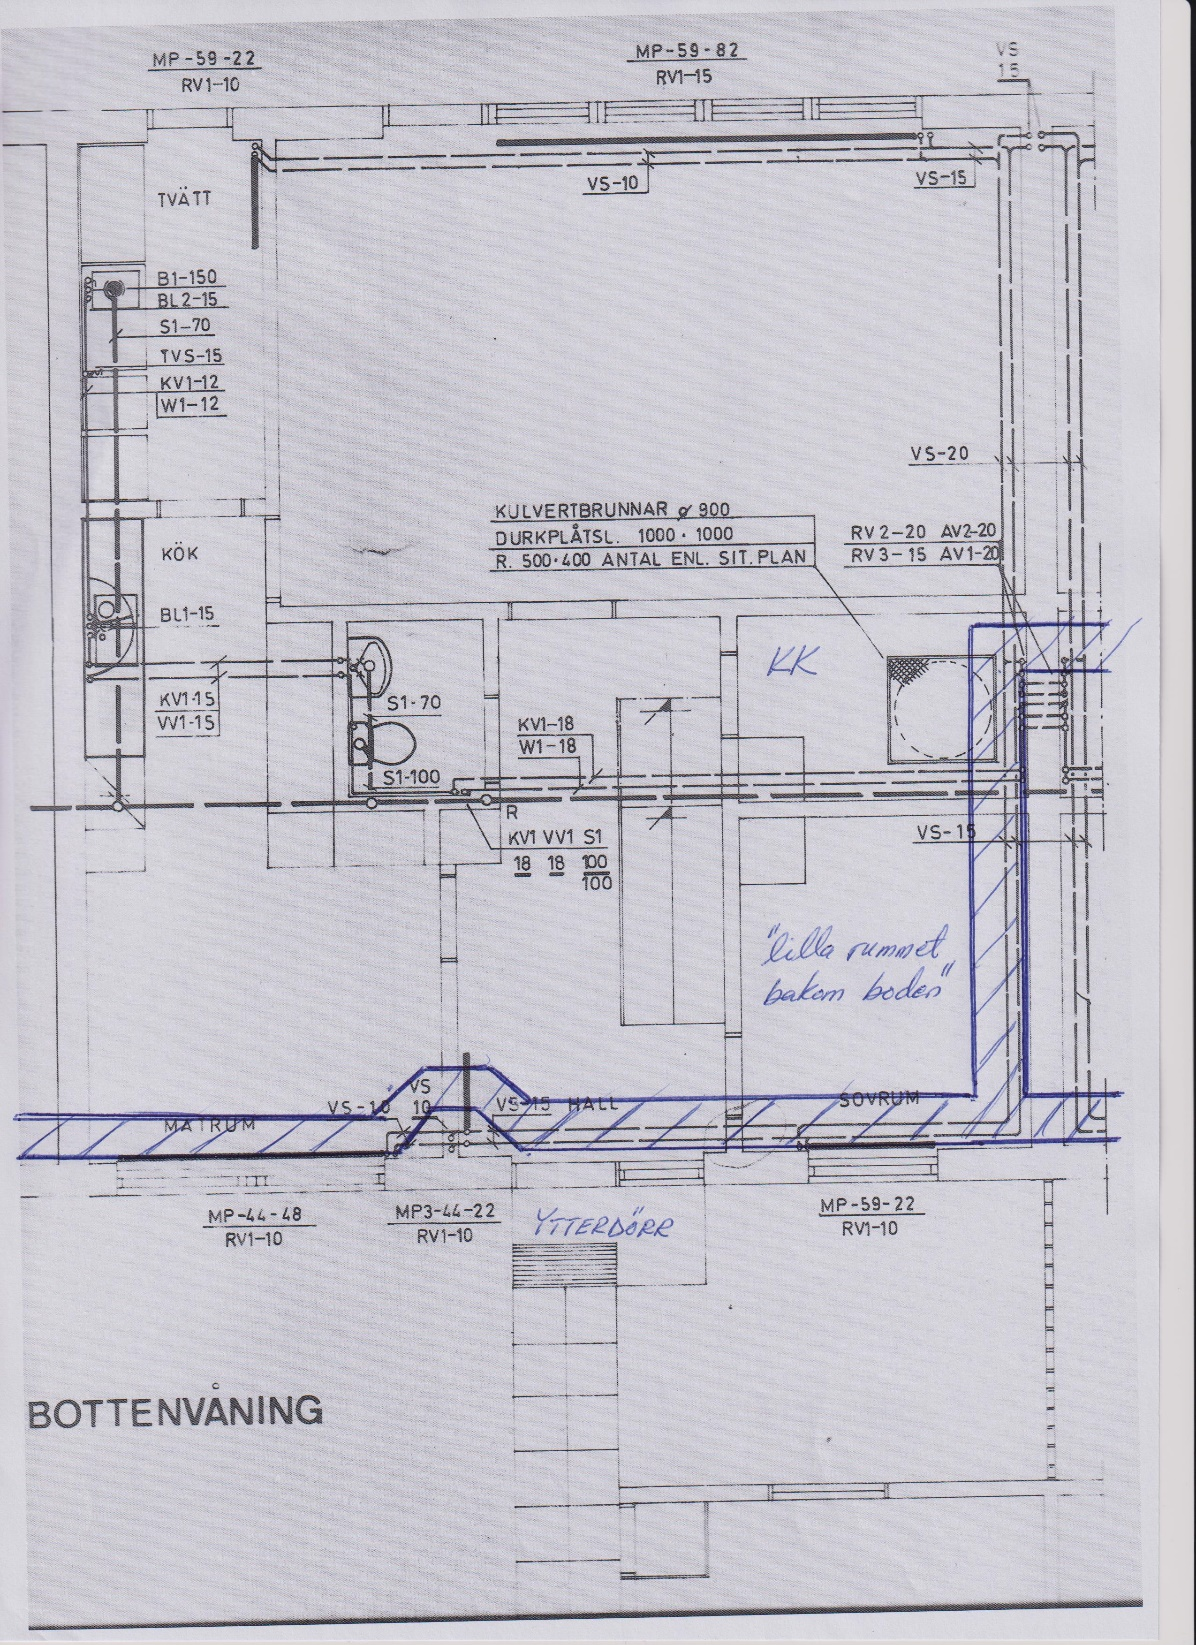 MP-59-22
RV1-10
MP-59-82
RV1-15
VS
15
VS-10
VS-15
TVÄTT
B1-150
BL2-15
S1-70
TVS-15
KV1-12
W1-12
VS-20
KULVERTBRUNNAR ø 900
DURKPLÅTSL. 1000·1000
R. 500·400 ANTAL ENL. SIT. PLAN
RV2-20 AV2-20
RV3-15 AV1-20
KÖK
BL1-15
KK
KV1-15
VV1-15
S1-70
KV1-18
W1-18
S1-100
R
KV1 VV1 S1
18 18 100
100
VS-15
"lilla rummet
bakom boden"
VS
10
VS-10
VS-15 HALL
SOVRUM
MATRUM
MP-44-48
RV1-10
MP3-44-22
RV1-10
YTTERDÖRR
MP-59-22
RV1-10
BOTTENVÅNING